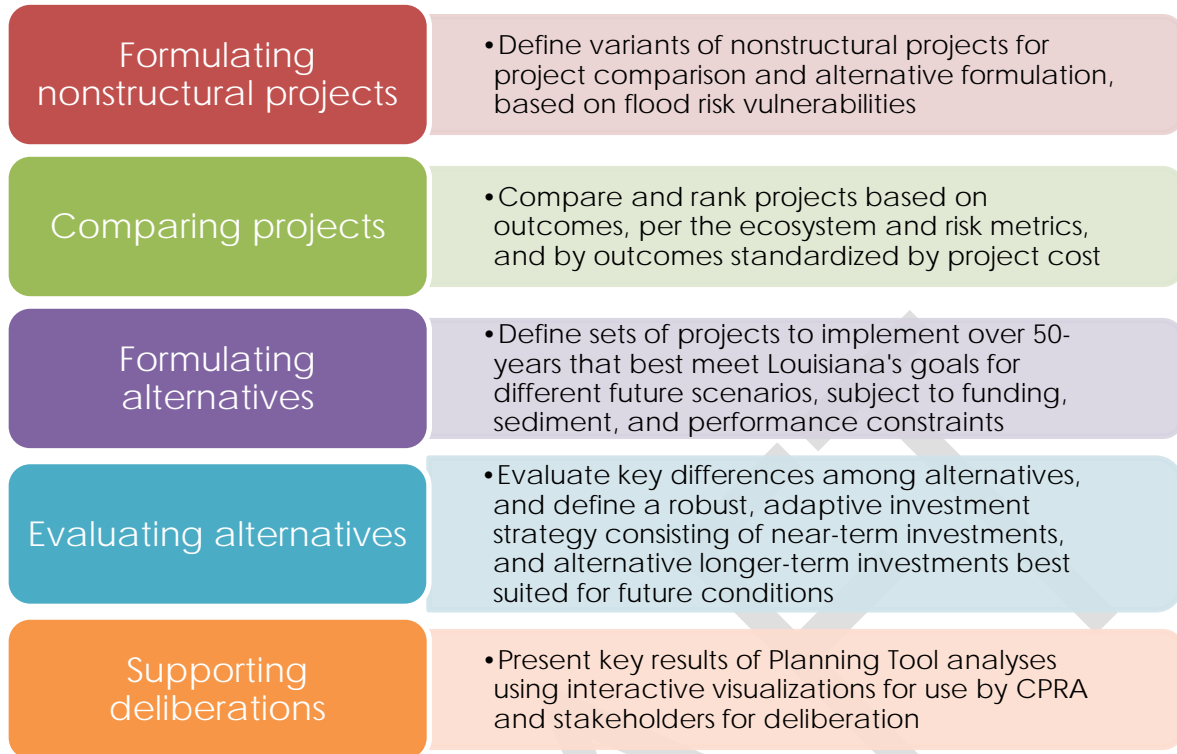 Formulating
nonstructural projects
•Define variants of nonstructural projects for
project comparison and alternative formulation,
based on flood risk vulnerabilities
Comparing projects
•Compare and rank projects based on
outcomes, per the ecosystem and risk metrics,
and by outcomes standardized by project cost
Formulating
alternatives
•Define sets of projects to implement over 50-
years that best meet Louisiana's goals for
different future scenarios, subject to funding,
sediment, and performance constraints
Evaluating alternatives
•Evaluate key differences among alternatives,
and define a robust, adaptive investment
strategy consisting of near-term investments,
and alternative longer-term investments best
suited for future conditions
Supporting
deliberations
•Present key results of Planning Tool analyses
using interactive visualizations for use by CPRA
and stakeholders for deliberation